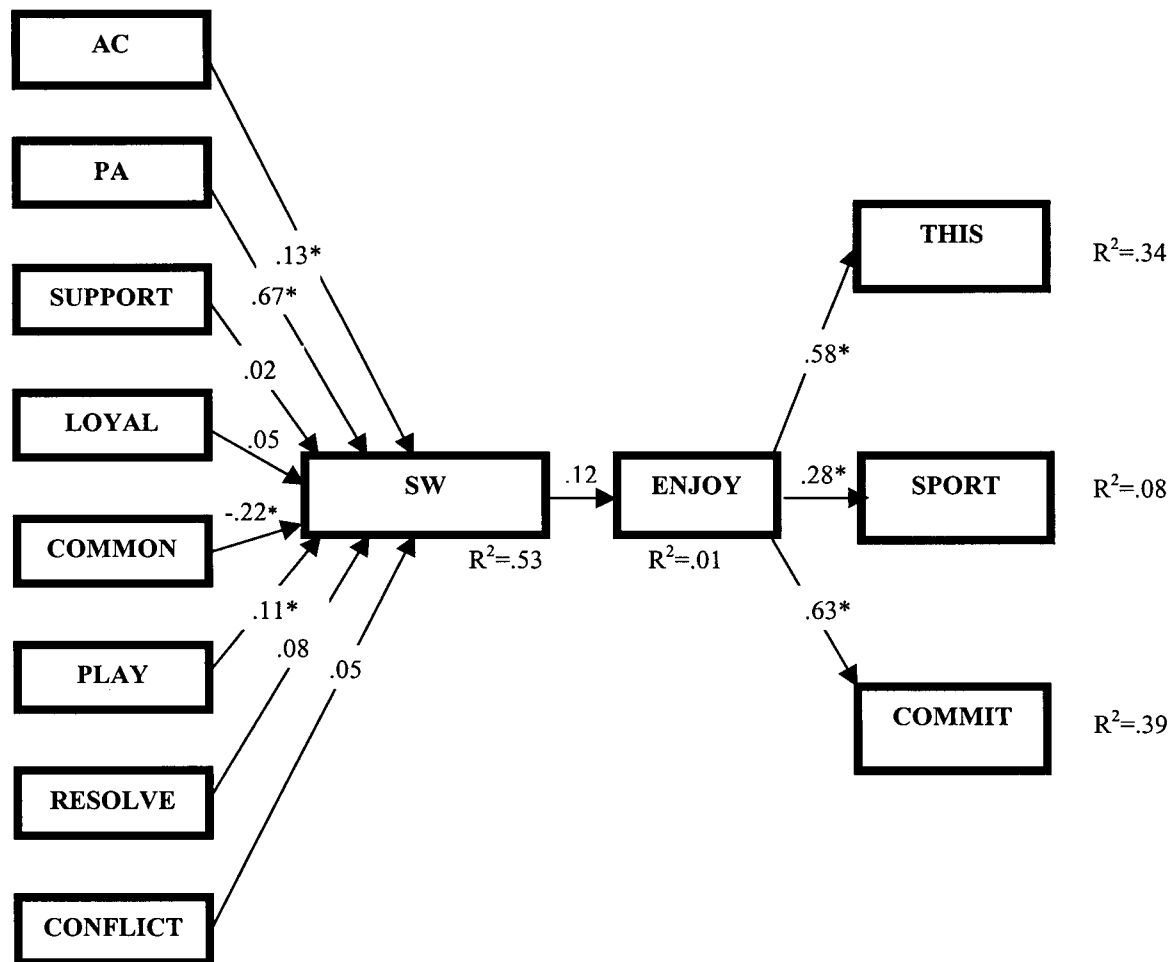 AC
PA
THIS
R²=.34
.13*
.67*
SUPPORT
.02
.58*
LOYAL
.05
SW
.12
ENJOY
.28*
SPORT
R²=.08
-.22*
COMMON
R²=.53
R²=.01
.11*
.08
.05
.63*
PLAY
COMMIT
R²=.39
RESOLVE
CONFLICT